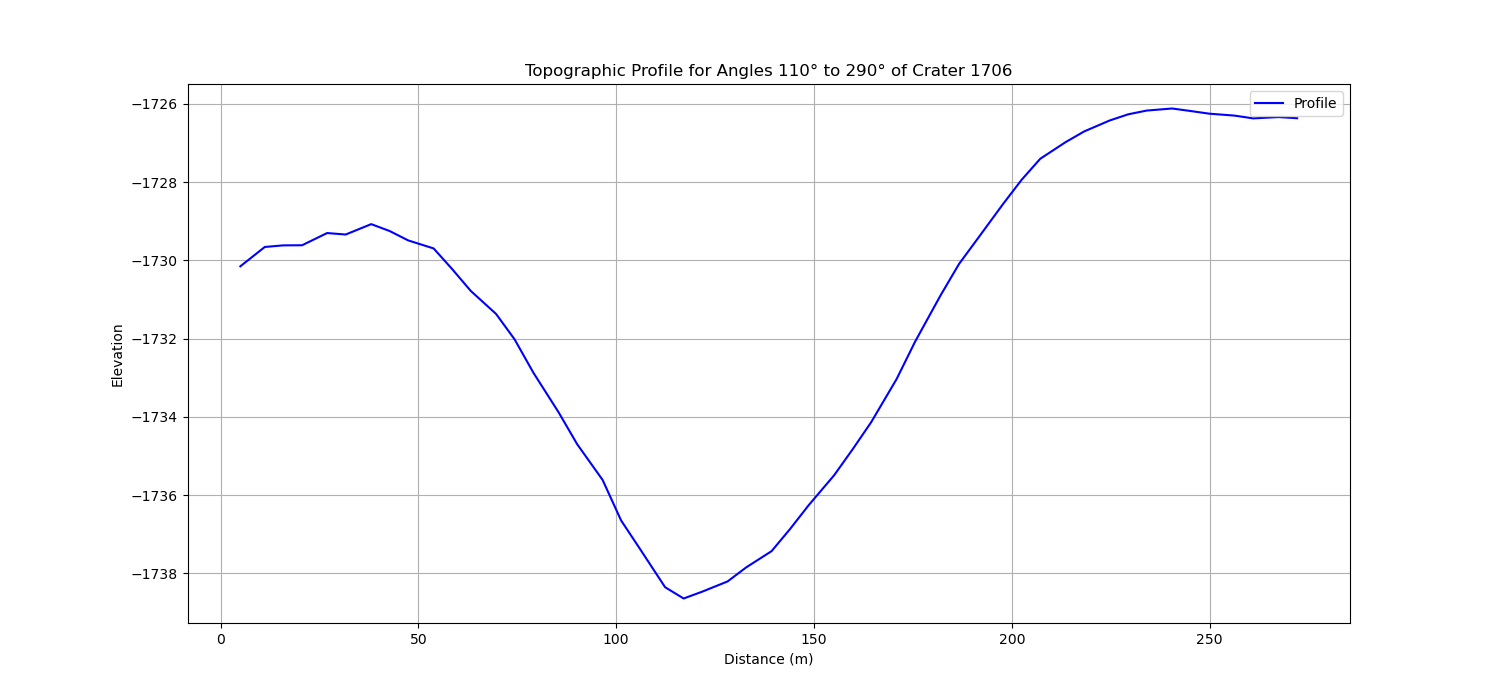 Topographic Profile for Angles 110° to 290° of Crater 1706
Profile
−1726
−1728
−1730
−1732
−1734
−1736
−1738
Elevation
0 50 100 150 200 250
Distance (m)